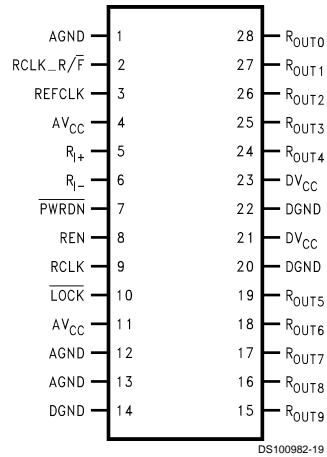 AGND 1 28 ROUT0
RCLK_R/F̅ 2 27 ROUT1
REFCLK 3 26 ROUT2
AVCC 4 25 ROUT3
RI+ 5 24 ROUT4
RI− 6 23 DVCC
P̅W̅R̅D̅N̅ 7 22 DGND
REN 8 21 DVCC
RCLK 9 20 DGND
L̅O̅C̅K̅ 10 19 ROUT5
AVCC 11 18 ROUT6
AGND 12 17 ROUT7
AGND 13 16 ROUT8
DGND 14 15 ROUT9
DS100982-19